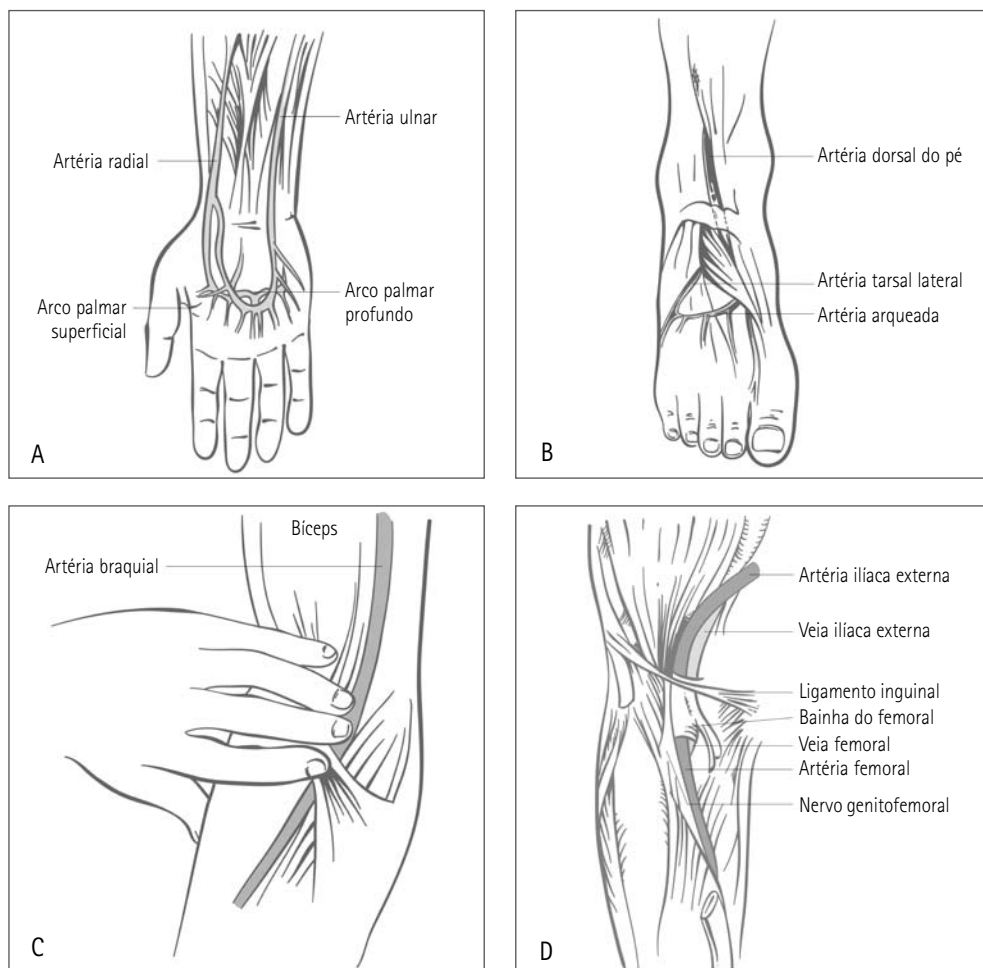 Artéria ulnar
Artéria radial
Arco palmar
superficial
Arco palmar
profundo
A
Artéria dorsal do pé
Artéria tarsal lateral
Artéria arqueada
B
Bíceps
Artéria braquial
C
Artéria ilíaca externa
Veia ilíaca externa
Ligamento inguinal
Bainha do femoral
Veia femoral
Artéria femoral
Nervo genitofemoral
D